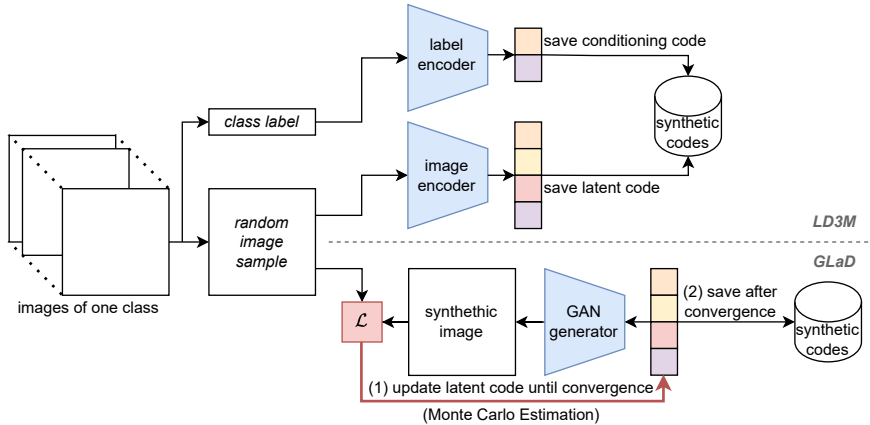 label
encoder
save conditioning code
class label
synthetic
codes
image
encoder
save latent code
random
image
sample
LD3M
GLaD
images of one class
ℒ
synthethic
image
GAN
generator
(2) save after
convergence
synthetic
codes
(1) update latent code until convergence
(Monte Carlo Estimation)